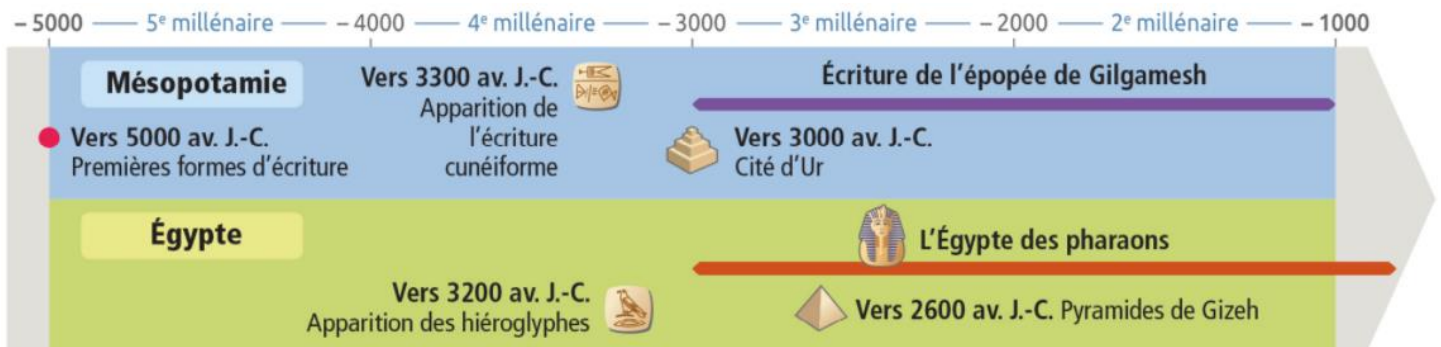 – 5000 — 5e millénaire — – 4000 — 4e millénaire — – 3000 — 3e millénaire — – 2000 — 2e millénaire — – 1000
Mésopotamie
Vers 5000 av. J.-C.
Premières formes d'écriture
Vers 3300 av. J.-C.
Apparition de
l'écriture
cunéiforme
Écriture de l'épopée de Gilgamesh
Vers 3000 av. J.-C.
Cité d'Ur
Égypte
Vers 3200 av. J.-C.
Apparition des hiéroglyphes
L'Égypte des pharaons
Vers 2600 av. J.-C. Pyramides de Gizeh